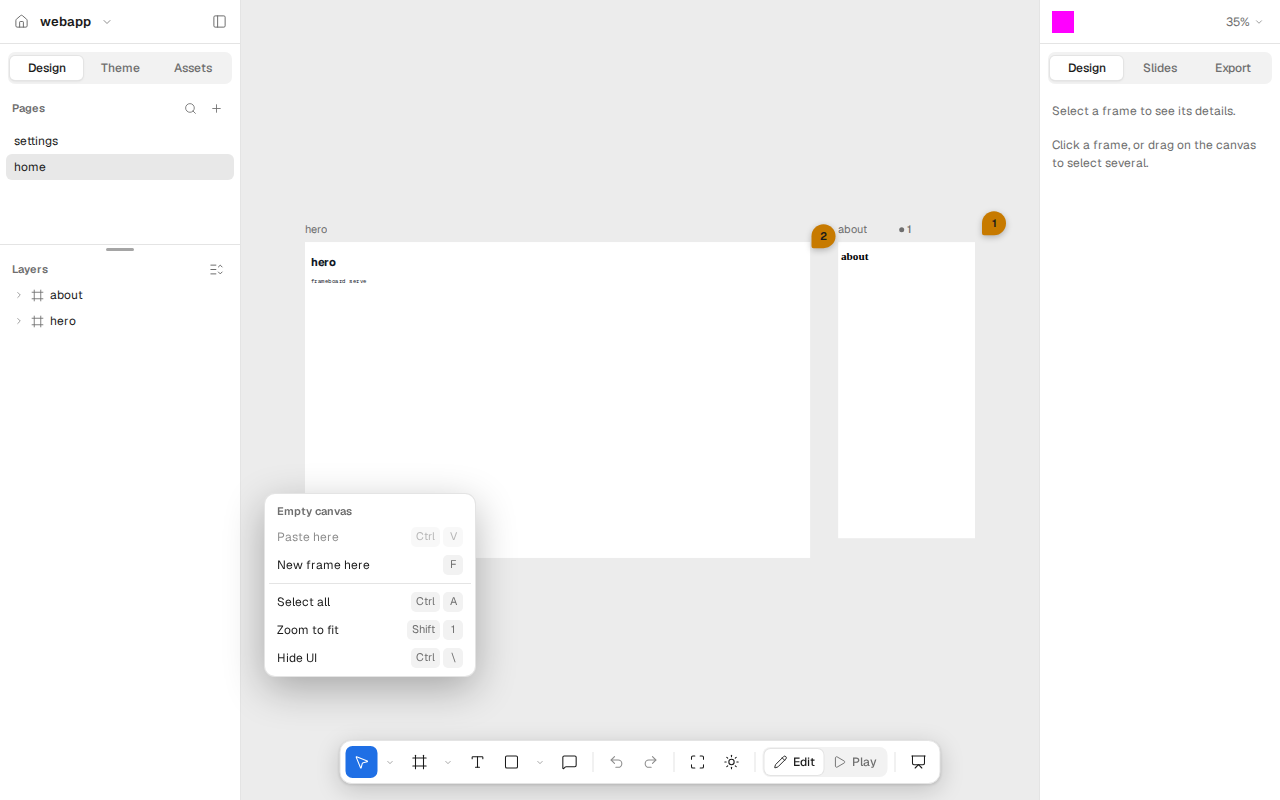 webapp
35%
Design
Theme
Assets
Design
Slides
Export
Pages
settings
home
Select a frame to see its details.
Click a frame, or drag on the canvas
to select several.
Layers
about
hero
hero
2
about
1
1
hero
frameboard serve
about
Empty canvas
Paste here Ctrl V
New frame here F
Select all Ctrl A
Zoom to fit Shift 1
Hide UI Ctrl \
Edit
Play